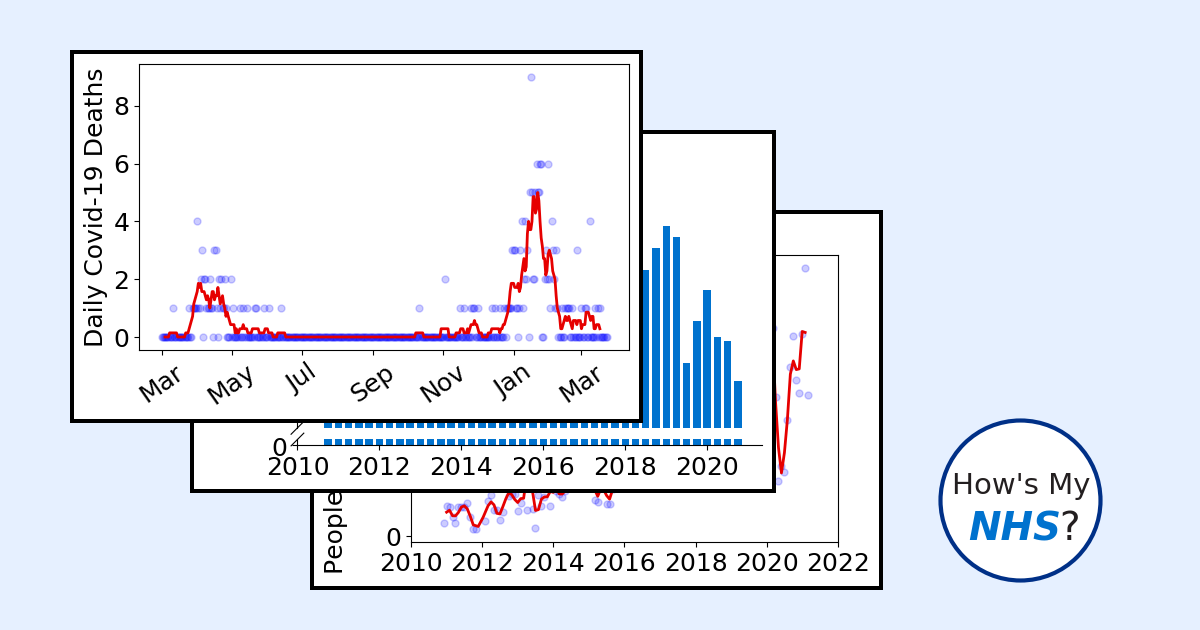 Daily Covid-19 Deaths
8
6
4
2
0
Mar May Jul Sep Nov Jan Mar
0
2010 2012 2014 2016 2018 2020
People
0
2010 2012 2014 2016 2018 2020 2022
How's My
NHS?